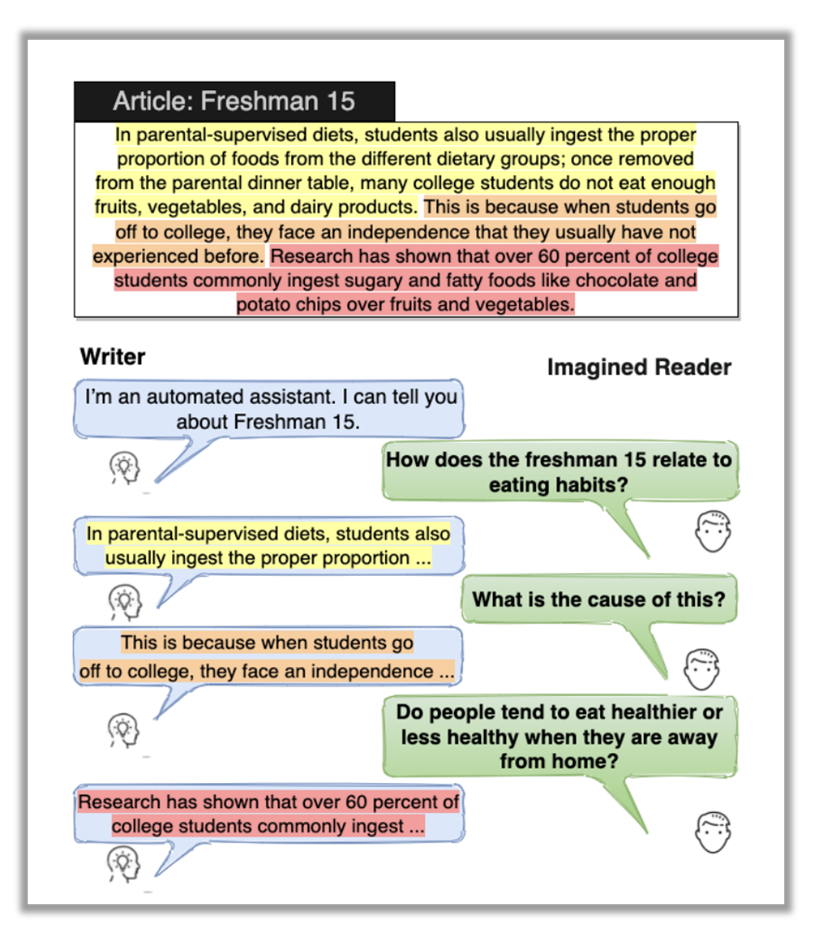 Article: Freshman 15
In parental-supervised diets, students also usually ingest the proper
proportion of foods from the different dietary groups; once removed
from the parental dinner table, many college students do not eat enough
fruits, vegetables, and dairy products. This is because when students go
off to college, they face an independence that they usually have not
experienced before. Research has shown that over 60 percent of college
students commonly ingest sugary and fatty foods like chocolate and
potato chips over fruits and vegetables.
Writer
Imagined Reader
I'm an automated assistant. I can tell you
about Freshman 15.
How does the freshman 15 relate to
eating habits?
In parental-supervised diets, students also
usually ingest the proper proportion ...
What is the cause of this?
This is because when students go
off to college, they face an independence ...
Do people tend to eat healthier or
less healthy when they are away
from home?
Research has shown that over 60 percent of
college students commonly ingest ...